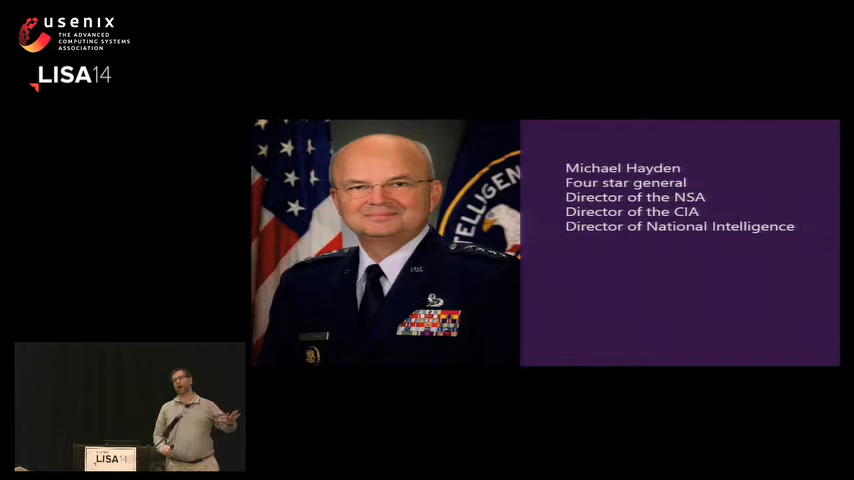 usenix
THE ADVANCED
COMPUTING SYSTEMS
ASSOCIATION
LISA14
INTELLIGEN
Michael Hayden
Four star general
Director of the NSA
Director of the CIA
Director of National Intelligence
LISA14